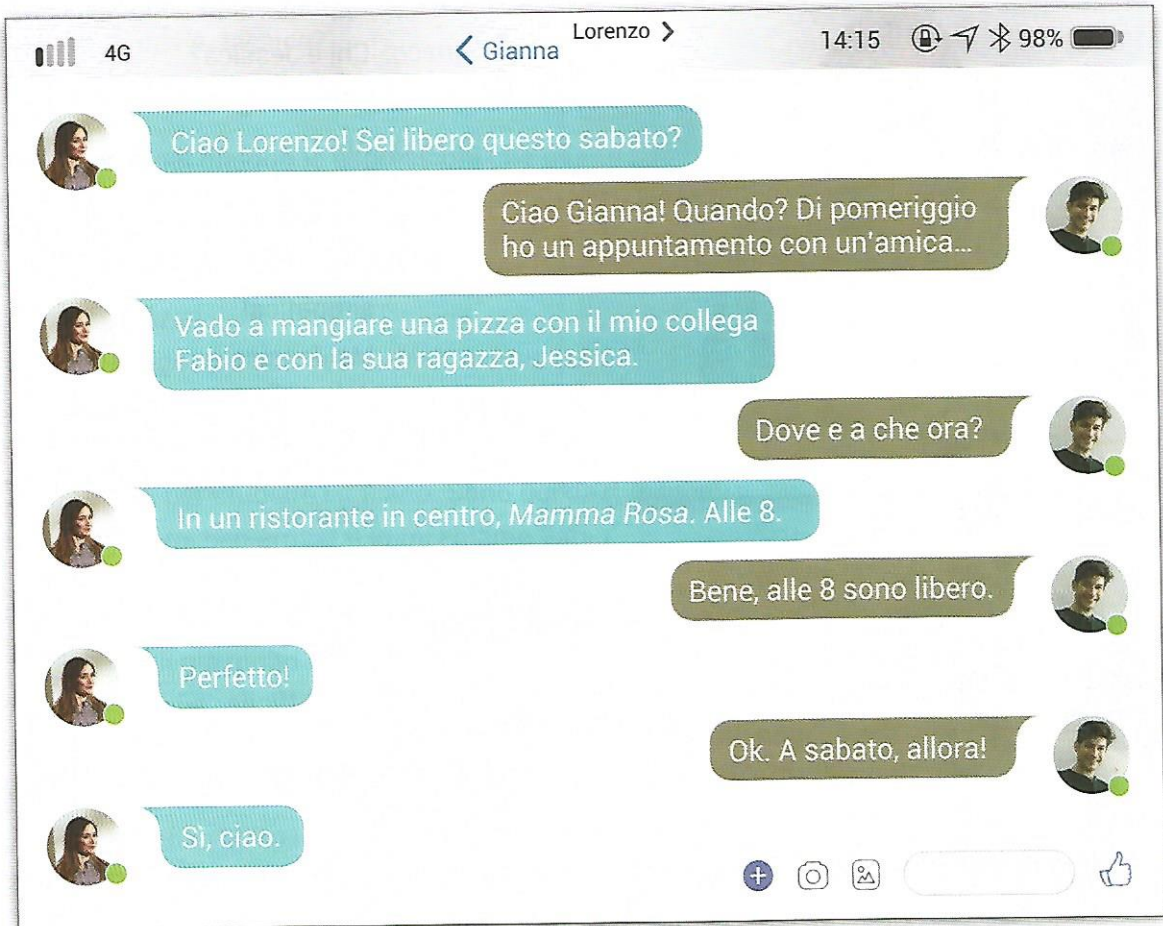 4G
Gianna
Lorenzo
14:15
98%
Ciao Lorenzo! Sei libero questo sabato?
Ciao Gianna! Quando? Di pomeriggio
ho un appuntamento con un'amica...
Vado a mangiare una pizza con il mio collega
Fabio e con la sua ragazza, Jessica.
Dove e a che ora?
In un ristorante in centro, Mamma Rosa. Alle 8.
Bene, alle 8 sono libero.
Perfetto!
Ok. A sabato, allora!
Sì, ciao.